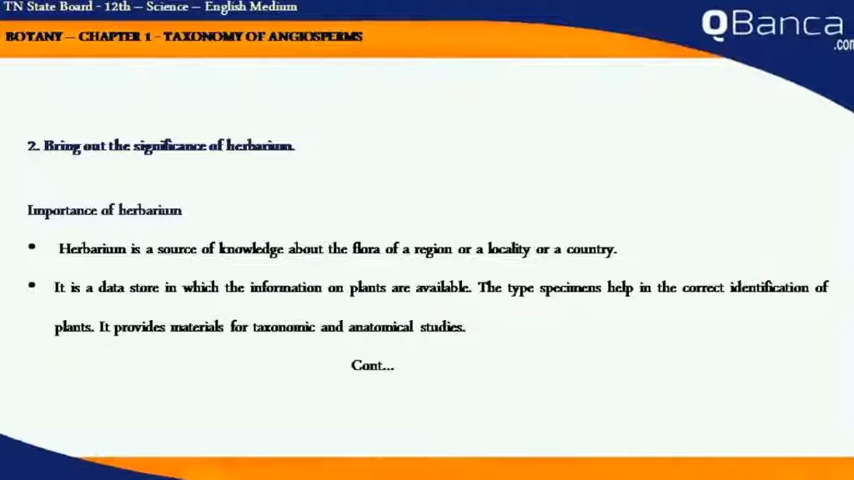 TN State Board - 12th – Science – English Medium
BOTANY – CHAPTER 1 - TAXONOMY OF ANGIOSPERMS
QBanca
.com
2. Bring out the significance of herbarium.
Importance of herbarium
• Herbarium is a source of knowledge about the flora of a region or a locality or a country.
• It is a data store in which the information on plants are available. The type specimens help in the correct identification of
plants. It provides materials for taxonomic and anatomical studies.
Cont...